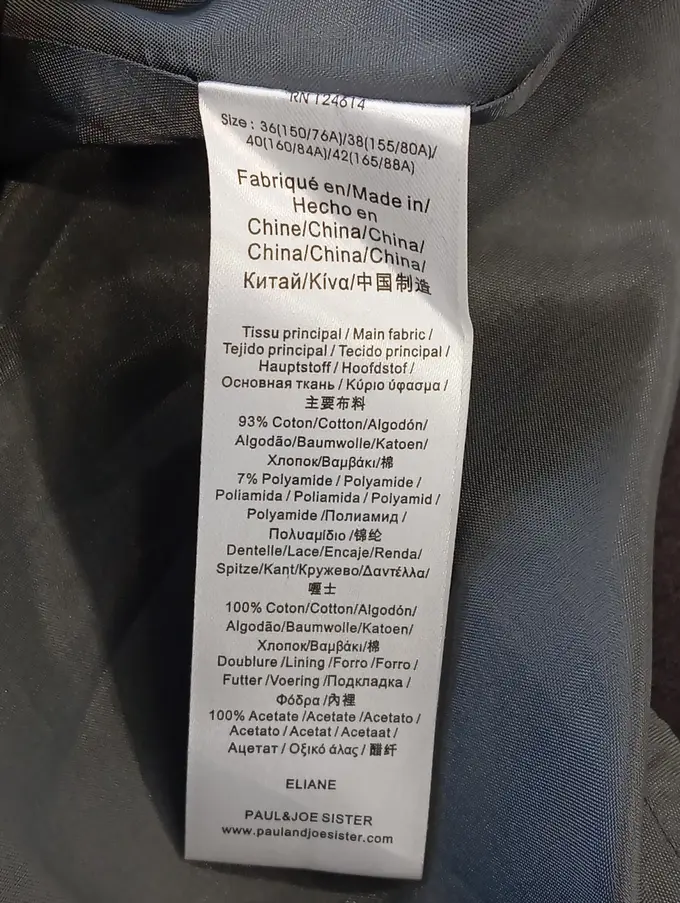 RN 124614
Size : 36(150/76A)/38(155/80A)/
40(160/84A)/42(165/88A)
Fabriqué en/Made in/
Hecho en
Chine/China/China/
China/China/China/
Китай/Kίνα/中国制造
Tissu principal / Main fabric /
Tejido principal / Tecido principal /
Hauptstoff / Hoofdstof /
Основная ткань / Κύριο ύφασμα /
主要布料
93% Coton/Cotton/Algodón/
Algodão/Baumwolle/Katoen/
Хлопок/Βαμβάκι/棉
7% Polyamide / Polyamide /
Poliamida / Poliamida / Polyamid /
Polyamide /Полиамид /
Πολυαμίδιο /锦纶
Dentelle/Lace/Encaje/Renda/
Spitze/Kant/Кружево/Δαντέλλα/
喱士
100% Coton/Cotton/Algodón/
Algodão/Baumwolle/Katoen/
Хлопок/Βαμβάκι/棉
Doublure /Lining /Forro /Forro /
Futter /Voering /Подкладка /
Φόδρα /內裡
100% Acetate /Acetate /Acetato /
Acetato / Acetat / Acetaat /
Ацетат / Οξικό άλας / 醋纤
ELIANE
PAUL&JOE SISTER
www.paulandjoesister.com